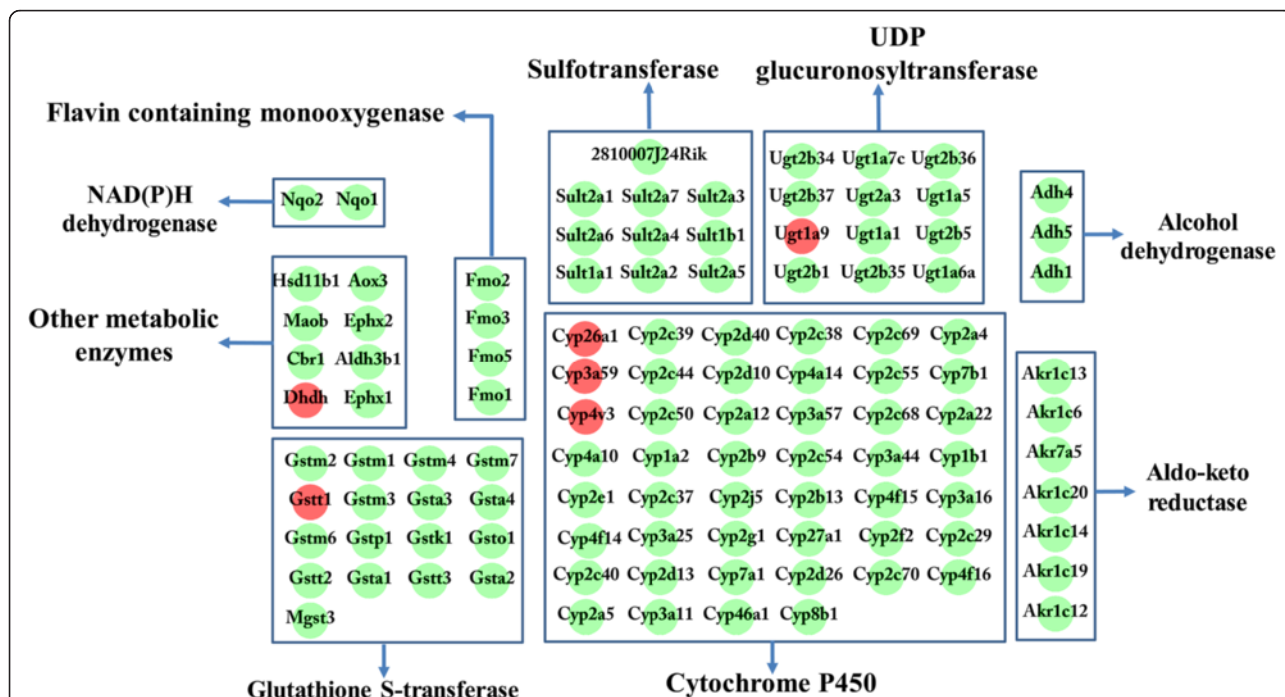 UDP
glucuronosyltransferase
Sulfotransferase
Flavin containing monooxygenase
2810007J24Rik
Sult2a1 Sult2a7 Sult2a3
Sult2a6 Sult2a4 Sult1b1
Sult1a1 Sult2a2 Sult2a5
Ugt2b34 Ugt1a7c Ugt2b36
Ugt2b37 Ugt2a3 Ugt1a5
Ugt1a9 Ugt1a1 Ugt2b5
Ugt2b1 Ugt2b35 Ugt1a6a
NAD(P)H
dehydrogenase
Nqo2 Nqo1
Adh4
Adh5
Adh1
Alcohol
dehydrogenase
Other metabolic
enzymes
Hsd11b1 Aox3
Maob Ephx2
Cbr1 Aldh3b1
Dhdh Ephx1
Fmo2
Fmo3
Fmo5
Fmo1
Cyp26a1 Cyp2c39 Cyp2d40 Cyp2c38 Cyp2c69 Cyp2a4
Cyp3a59 Cyp2c44 Cyp2d10 Cyp4a14 Cyp2c55 Cyp7b1
Cyp4v3 Cyp2c50 Cyp2a12 Cyp3a57 Cyp2c68 Cyp2a22
Cyp4a10 Cyp1a2 Cyp2b9 Cyp2c54 Cyp3a44 Cyp1b1
Cyp2e1 Cyp2c37 Cyp2j5 Cyp2b13 Cyp4f15 Cyp3a16
Cyp4f14 Cyp3a25 Cyp2g1 Cyp27a1 Cyp2f2 Cyp2c29
Cyp2c40 Cyp2d13 Cyp7a1 Cyp2d26 Cyp2c70 Cyp4f16
Cyp2a5 Cyp3a11 Cyp46a1 Cyp8b1
Akr1c13
Akr1c6
Akr7a5
Akr1c20
Akr1c14
Akr1c19
Akr1c12
Aldo-keto
reductase
Gstm2 Gstm1 Gstm4 Gstm7
Gstt1 Gstm3 Gsta3 Gsta4
Gstm6 Gstp1 Gstk1 Gsto1
Gstt2 Gsta1 Gstt3 Gsta2
Mgst3
Glutathione S-transferase
Cytochrome P450